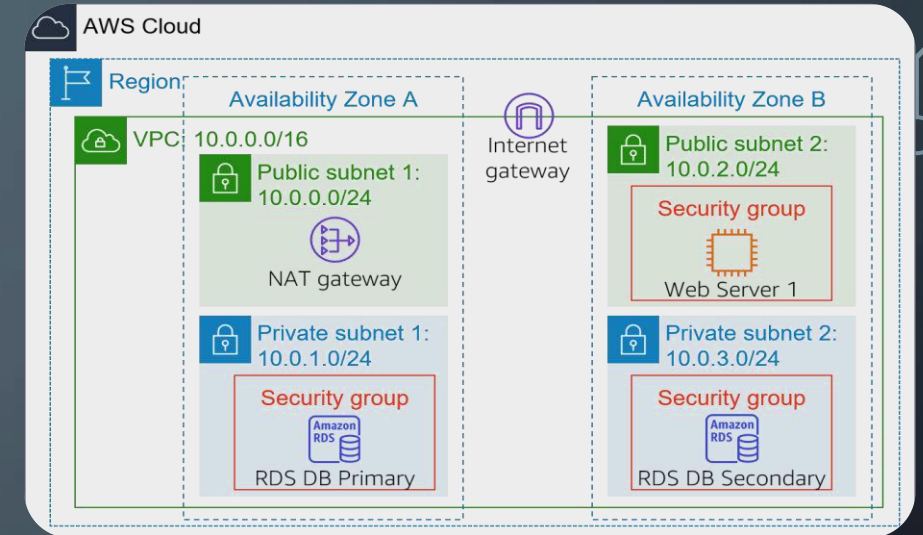 AWS Cloud
Region
Availability Zone A
Availability Zone B
VPC: 10.0.0.0/16
Internet
gateway
Public subnet 1:
10.0.0.0/24
NAT gateway
Public subnet 2:
10.0.2.0/24
Security group
Web Server 1
Private subnet 1:
10.0.1.0/24
Security group
Amazon
RDS
RDS DB Primary
Private subnet 2:
10.0.3.0/24
Security group
Amazon
RDS
RDS DB Secondary